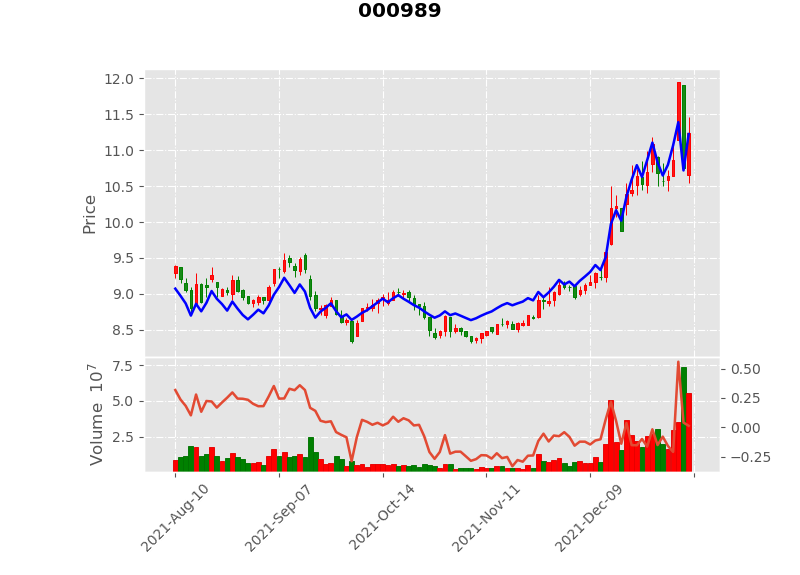 000989
12.0
11.5
11.0
10.5
10.0
9.5
9.0
8.5
Price
7.5
5.0
2.5
Volume 10^7
0.50
0.25
0.00
−0.25
2021-Aug-10
2021-Sep-07
2021-Oct-14
2021-Nov-11
2021-Dec-09